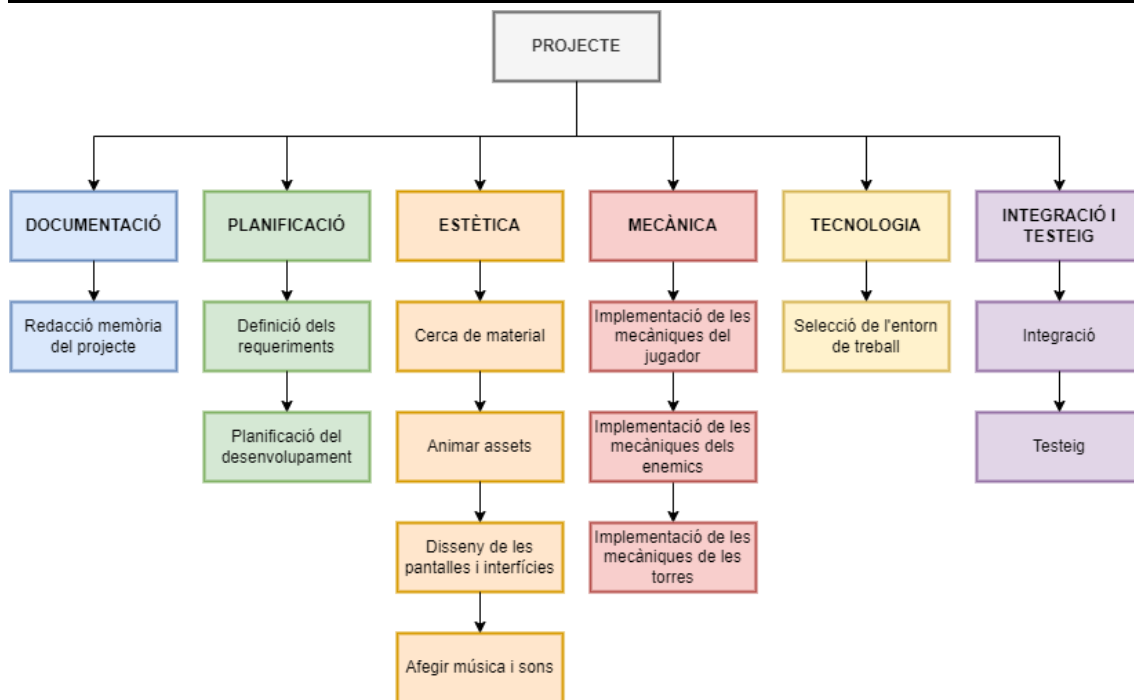 PROJECTE
DOCUMENTACIÓ
PLANIFICACIÓ
ESTÈTICA
MECÀNICA
TECNOLOGIA
INTEGRACIÓ I
TESTEIG
Redacció memòria
del projecte
Definició dels
requeriments
Cerca de material
Implementació de les
mecàniques del
jugador
Selecció de l'entorn
de treball
Integració
Planificació del
desenvolupament
Animar assets
Implementació de les
mecàniques dels
enemics
Testeig
Disseny de les
pantalles i interfícies
Implementació de les
mecàniques de les
torres
Afegir música i sons